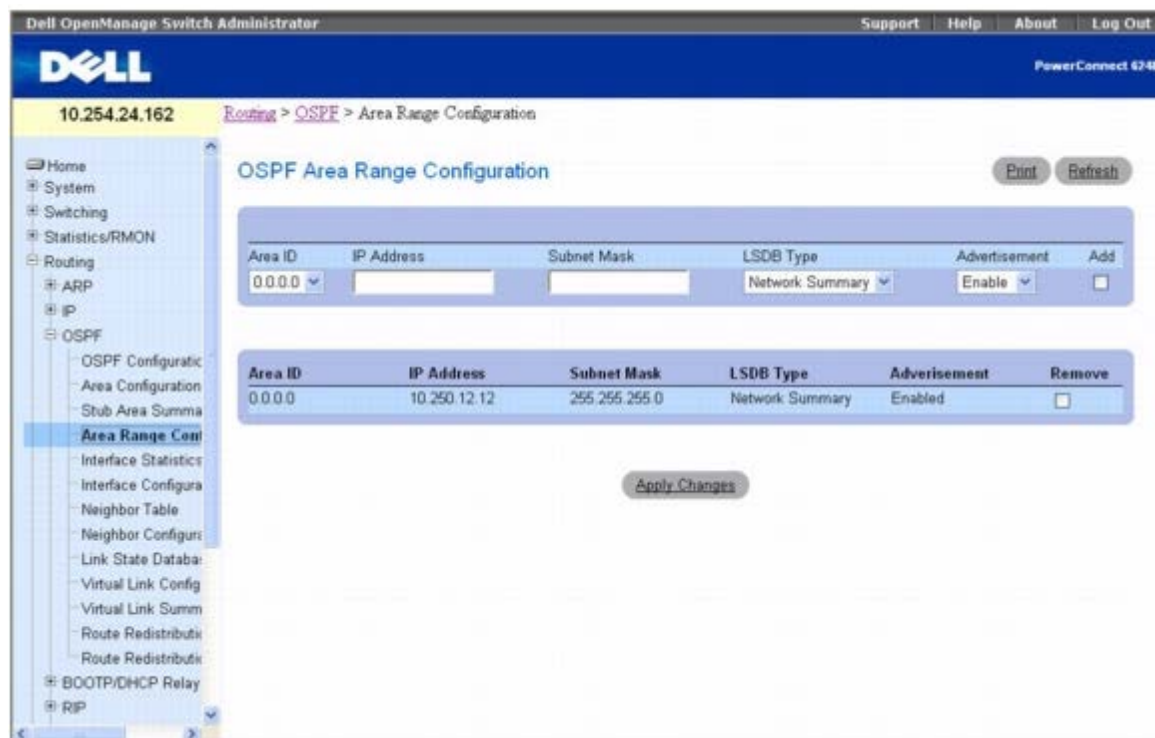 Dell OpenManage Switch Administrator
Support Help About Log Out
DELL
PowerConnect 6248
10.254.24.162
Routing > OSPF > Area Range Configuration
Home
System
Switching
Statistics/RMON
Routing
ARP
IP
OSPF
OSPF Configuratic
Area Configuration
Stub Area Summa
Area Range Conf
Interface Statistics
Interface Configura
Neighbor Table
Neighbor Configura
Link State Databa
Virtual Link Config
Virtual Link Summ
Route Redistributic
Route Redistributic
BOOTP/DHCP Relay
RIP
OSPF Area Range Configuration
Print Refresh
Area ID IP Address Subnet Mask LSDB Type Advertisement Add
0.0.0.0 Network Summary Enable
Area ID IP Address Subnet Mask LSDB Type Adverisement Remove
0.0.0.0 10.250.12.12 255.255.255.0 Network Summary Enabled
Apply Changes